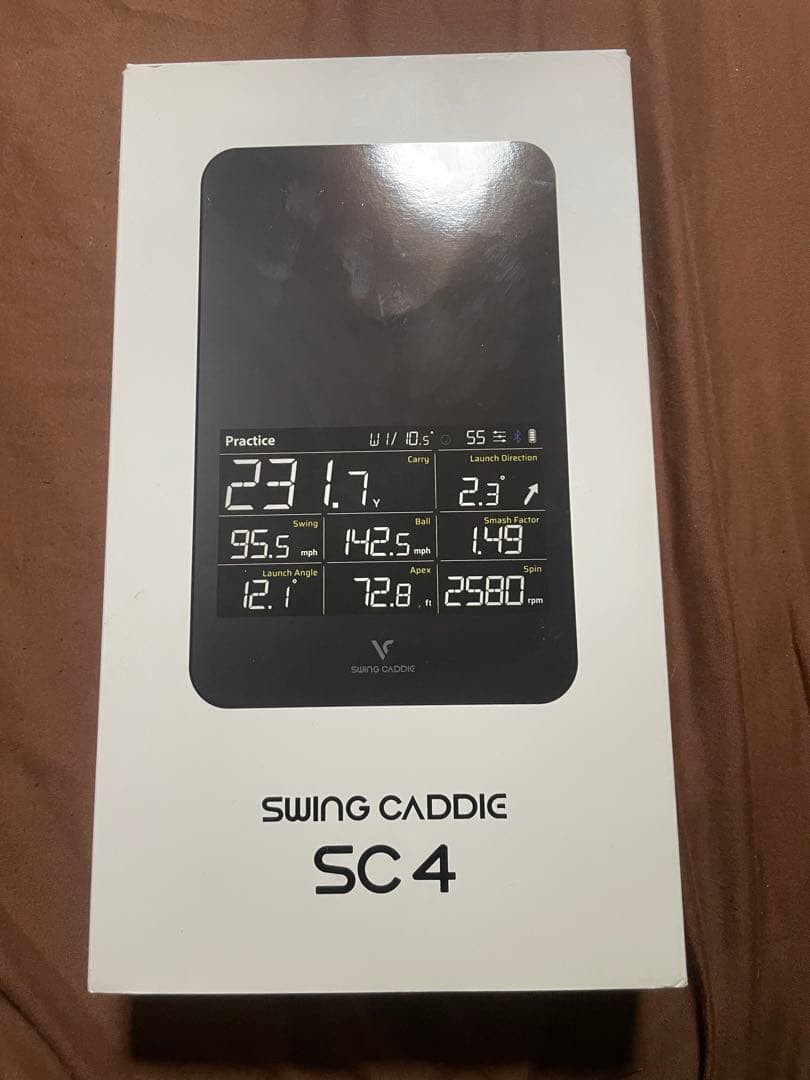 Practice W1/ 10.5° 55
Carry Launch Direction
231.7 Y 2.3°
Swing Ball Smash Factor
95.5 mph 142.5 mph 1.49
Launch Angle Apex Spin
12.1° 72.8 ft 2580 rpm
SWING CADDIE
SWING CADDIE
SC4